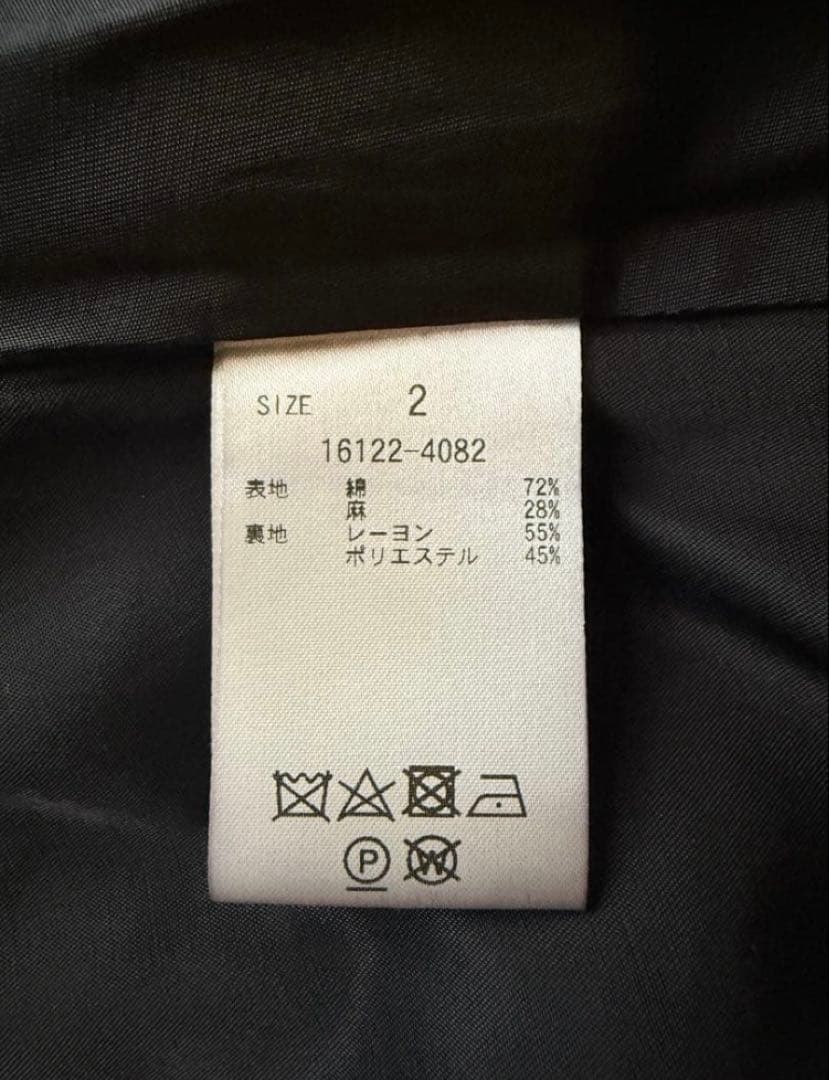 SIZE 2
16122-4082
表地 綿 72%
麻 28%
裏地 レーヨン 55%
ポリエステル 45%
P W